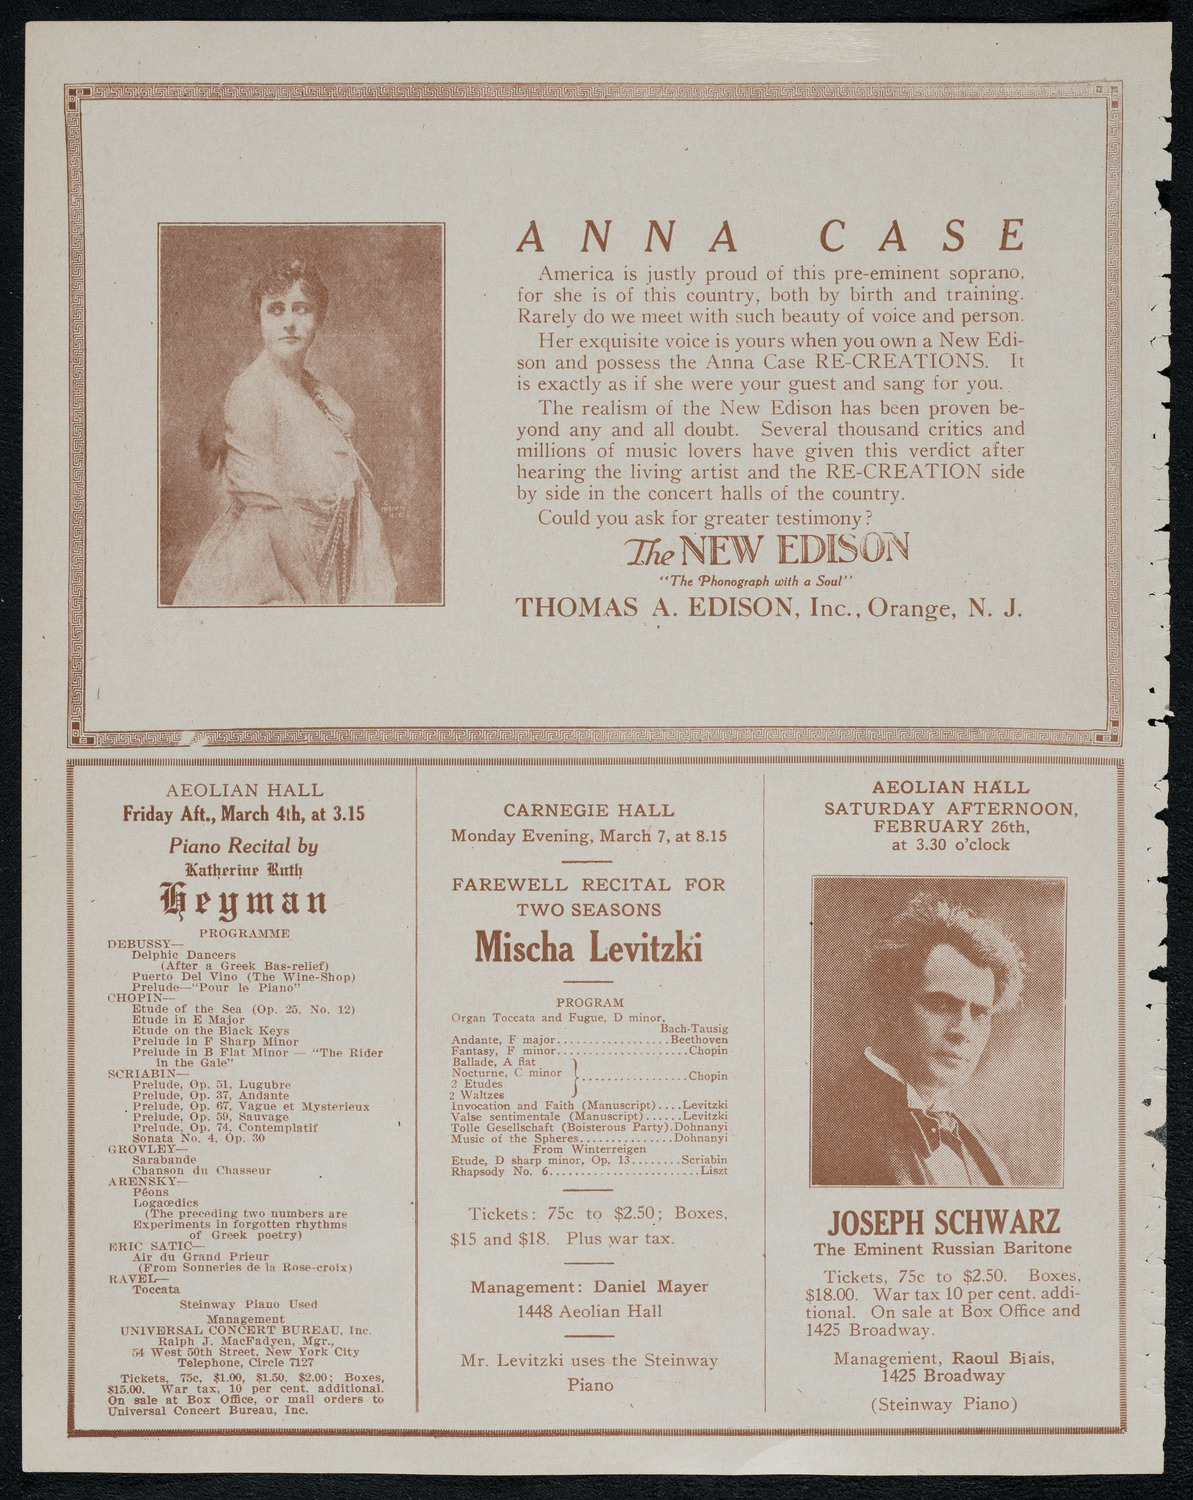 ANNA CASE
America is justly proud of this pre-eminent soprano,
for she is of this country, both by birth and training.
Rarely do we meet with such beauty of voice and person.
Her exquisite voice is yours when you own a New Edi-
son and possess the Anna Case RE-CREATIONS. It
is exactly as if she were your guest and sang for you.
The realism of the New Edison has been proven be-
yond any and all doubt. Several thousand critics and
millions of music lovers have given this verdict after
hearing the living artist and the RE-CREATION side
by side in the concert halls of the country.
Could you ask for greater testimony?
The NEW EDISON
"The Phonograph with a Soul"
THOMAS A. EDISON, Inc., Orange, N. J.
AEOLIAN HALL
Friday Aft., March 4th, at 3.15
Piano Recital by
Katherine Ruth
Heyman
PROGRAMME
DEBUSSY—
Delphic Dancers
(After a Greek Bas-relief)
Puerto Del Vino (The Wine-Shop)
Prelude—"Pour le Piano"
CHOPIN—
Etude of the Sea (Op. 25, No. 12)
Etude in E Major
Etude on the Black Keys
Prelude in F Sharp Minor
Prelude in B Flat Minor — "The Rider
in the Gale"
SCRIABIN—
Prelude, Op. 51, Lugubre
Prelude, Op. 37, Andante
Prelude, Op. 67, Vague et Mysterieux
Prelude, Op. 59, Sauvage
Prelude, Op. 74, Contemplatif
Sonata No. 4, Op. 30
GROVLEY—
Sarabande
Chanson du Chasseur
ARENSKY—
Péons
Logaœdics
(The preceding two numbers are
Experiments in forgotten rhythms
of Greek poetry)
ERIC SATIC—
Air du Grand Prieur
(From Sonneries de la Rose-croix)
RAVEL—
Toccata
Steinway Piano Used
Management
UNIVERSAL CONCERT BUREAU, Inc.
Ralph J. MacFadyen, Mgr.,
54 West 50th Street, New York City
Telephone, Circle 7127
Tickets, 75c, $1.00, $1.50, $2.00; Boxes,
$15.00. War tax, 10 per cent. additional.
On sale at Box Office, or mail orders to
Universal Concert Bureau, Inc.
CARNEGIE HALL
Monday Evening, March 7, at 8.15
FAREWELL RECITAL FOR
TWO SEASONS
Mischa Levitzki
PROGRAM
Organ Toccata and Fugue, D minor,
Bach-Tausig
Andante, F major.................Beethoven
Fantasy, F minor....................Chopin
Ballade, A flat
Nocturne, C minor
2 Etudes
2 Waltzes
................Chopin
Invocation and Faith (Manuscript)....Levitzki
Valse sentimentale (Manuscript)......Levitzki
Tolle Gesellschaft (Boisterous Party).Dohnanyi
Music of the Spheres..............Dohnanyi
From Winterreigen
Etude, D sharp minor, Op. 13........Scriabin
Rhapsody No. 6.......................Liszt
Tickets: 75c to $2.50; Boxes,
$15 and $18. Plus war tax.
Management: Daniel Mayer
1448 Aeolian Hall
Mr. Levitzki uses the Steinway
Piano
AEOLIAN HALL
SATURDAY AFTERNOON,
FEBRUARY 26th,
at 3.30 o'clock
JOSEPH SCHWARZ
The Eminent Russian Baritone
Tickets, 75c to $2.50. Boxes,
$18.00. War tax 10 per cent. addi-
tional. On sale at Box Office and
1425 Broadway.
Management, Raoul Biais,
1425 Broadway
(Steinway Piano)